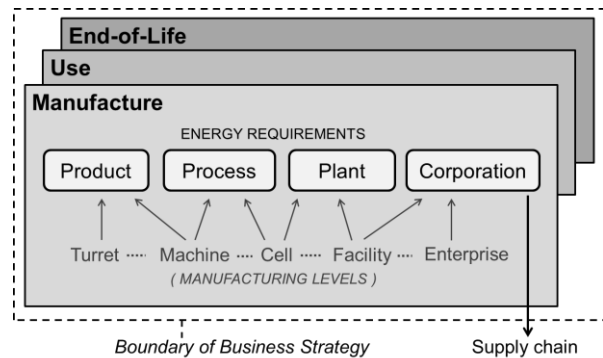 End-of-Life
Use
Manufacture
ENERGY REQUIREMENTS
Product Process Plant Corporation
Turret Machine Cell Facility Enterprise
( MANUFACTURING LEVELS )
Boundary of Business Strategy Supply chain